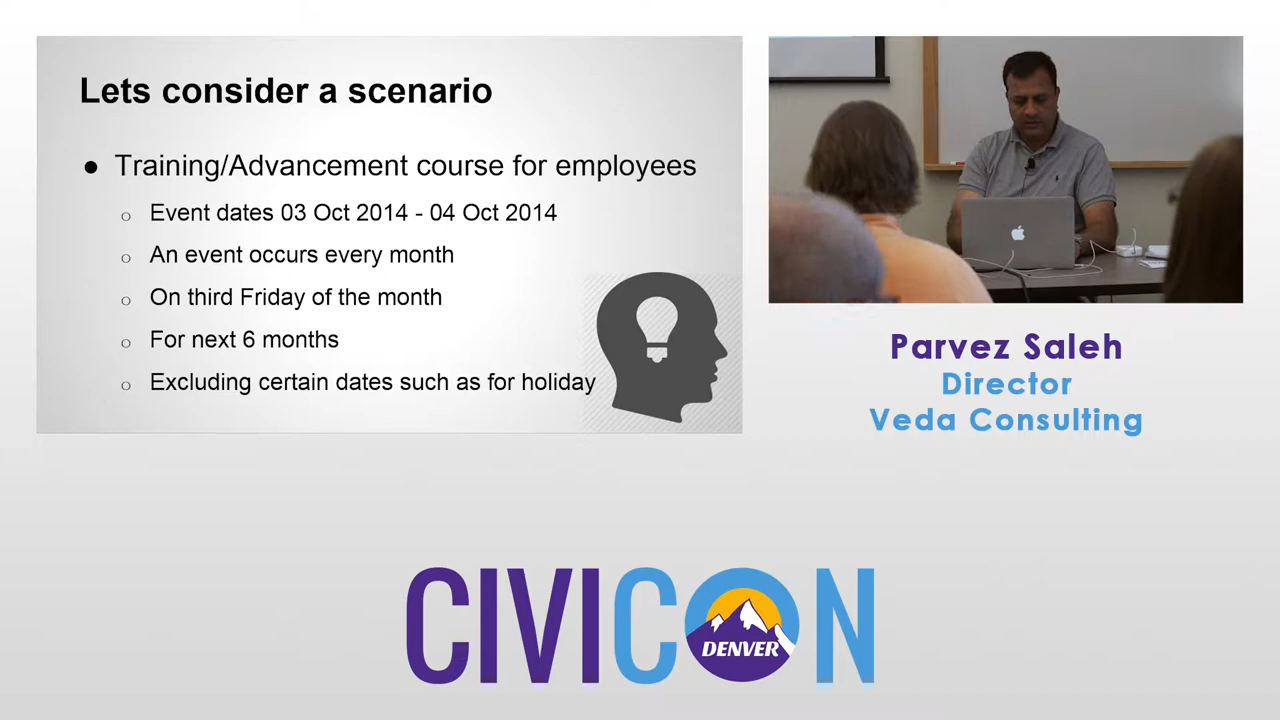 Lets consider a scenario
● Training/Advancement course for employees
○ Event dates 03 Oct 2014 - 04 Oct 2014
○ An event occurs every month
○ On third Friday of the month
○ For next 6 months
○ Excluding certain dates such as for holiday
Parvez Saleh
Director
Veda Consulting
CIVICON
DENVER